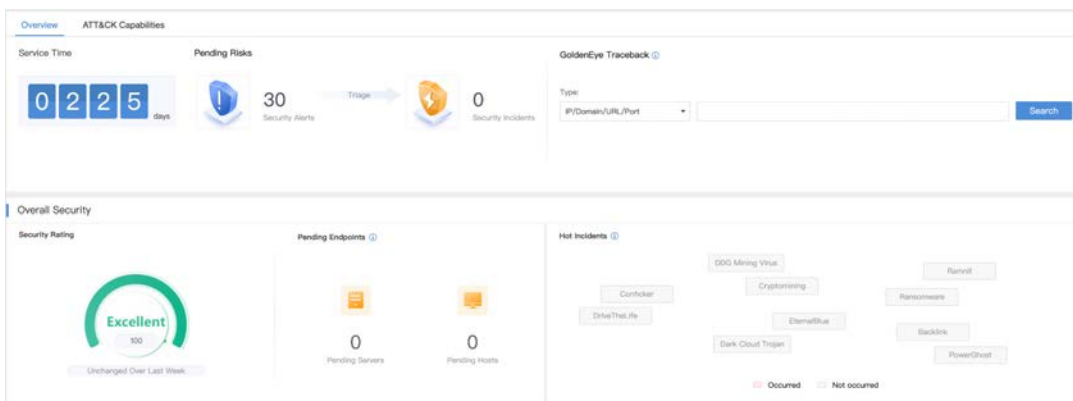 Overview
ATT&CK Capabilities
Service Time
0 2 2 5 days
Pending Risks
30
Security Alerts
Triage
0
Security Incidents
GoldenEye Traceback
Type:
IP/Domain/URL/Port
Search
Overall Security
Security Rating
Excellent
100
Unchanged Over Last Week
Pending Endpoints
0
Pending Servers
0
Pending Hosts
Hot Incidents
DDG Mining Virus
Ramnit
Cryptomining
Conficker
Ransomware
DriveTheLife
EternalBlue
Backlink
Dark Cloud Trojan
PowerGhost
Occurred
Not occurred